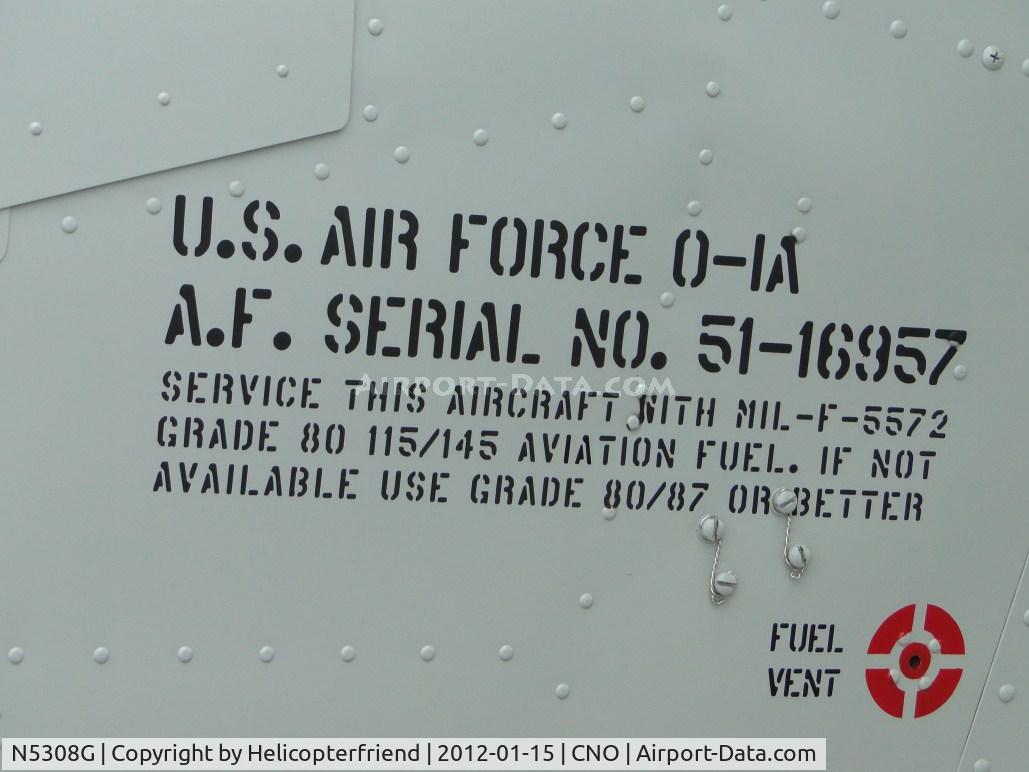 U.S. AIR FORCE O-1A
A.F. SERIAL NO. 51-16957
AIRPORT-DATA.COM
SERVICE THIS AIRCRAFT WITH MIL-F-5572
GRADE 80 115/145 AVIATION FUEL. IF NOT
AVAILABLE USE GRADE 80/87 OR BETTER
FUEL
VENT
N5308G | Copyright by Helicopterfriend | 2012-01-15 | CNO | Airport-Data.com